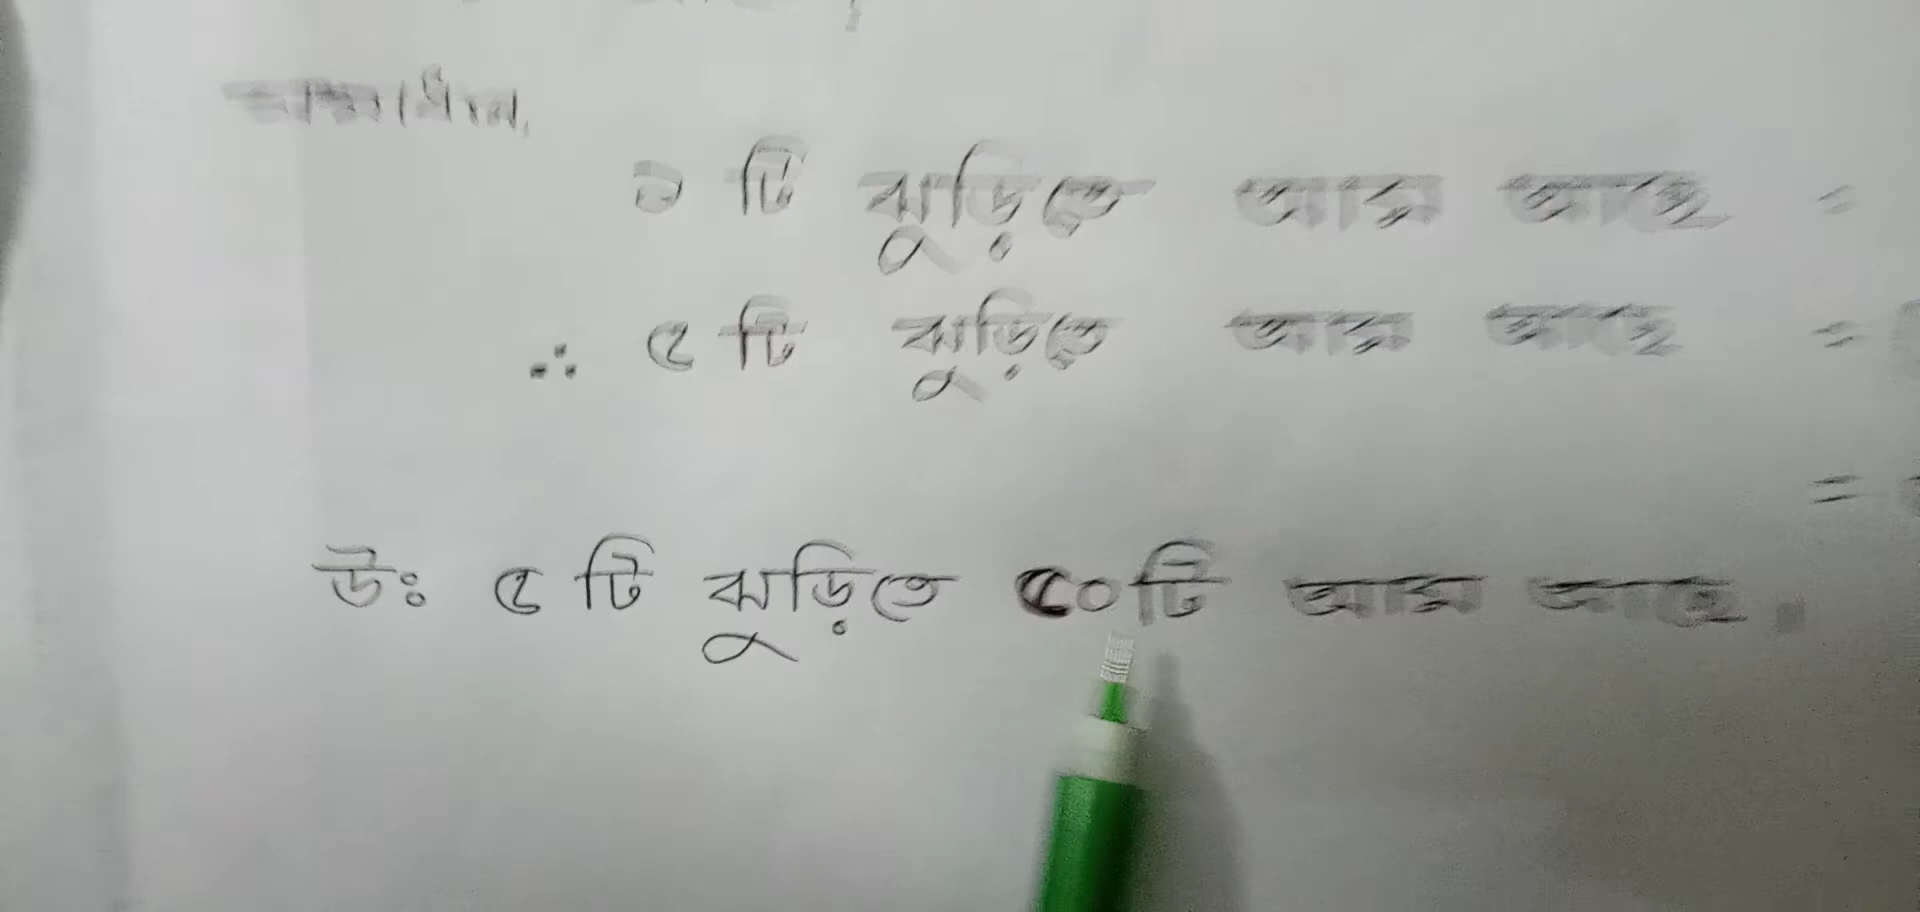 সমাধান,
১ টি ঝুড়িতে আম আছে =
∴ ৫ টি ঝুড়িতে আম আছে =
=
উঃ ৫ টি ঝুড়িতে ৫০টি আম আছে।